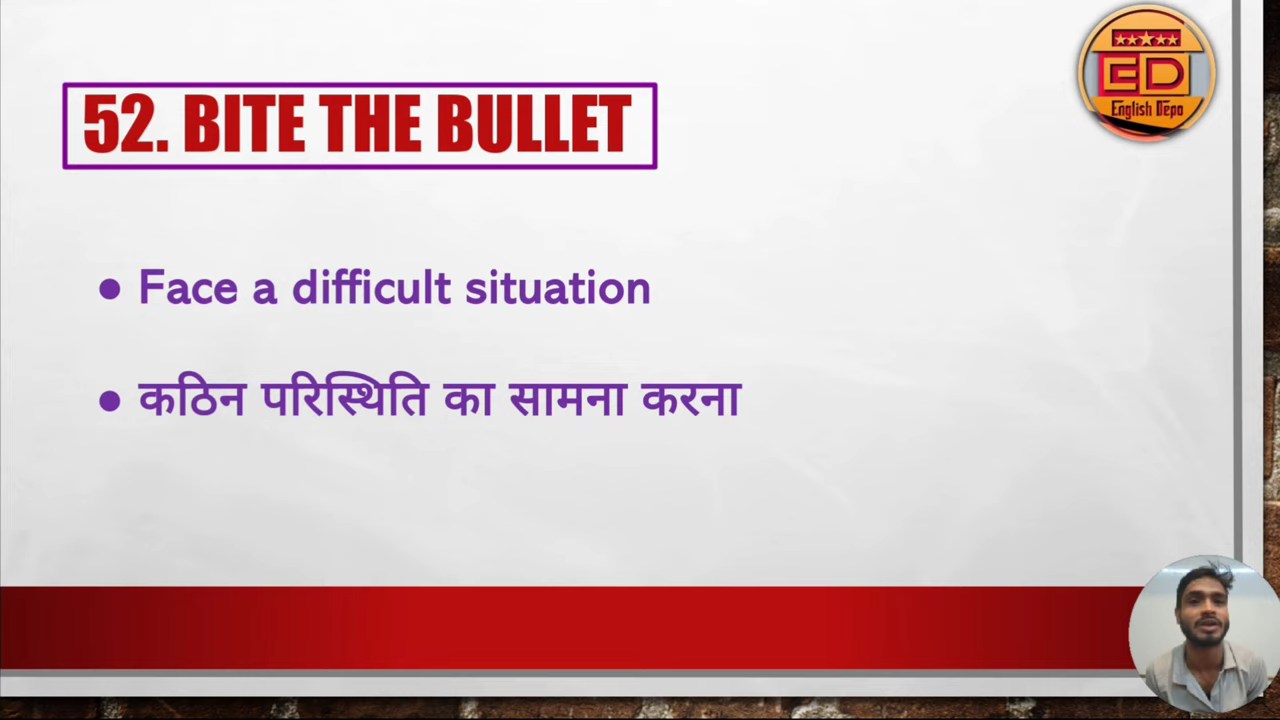 52. BITE THE BULLET
ED
English Depo
• Face a difficult situation
• कठिन परिस्थिति का सामना करना